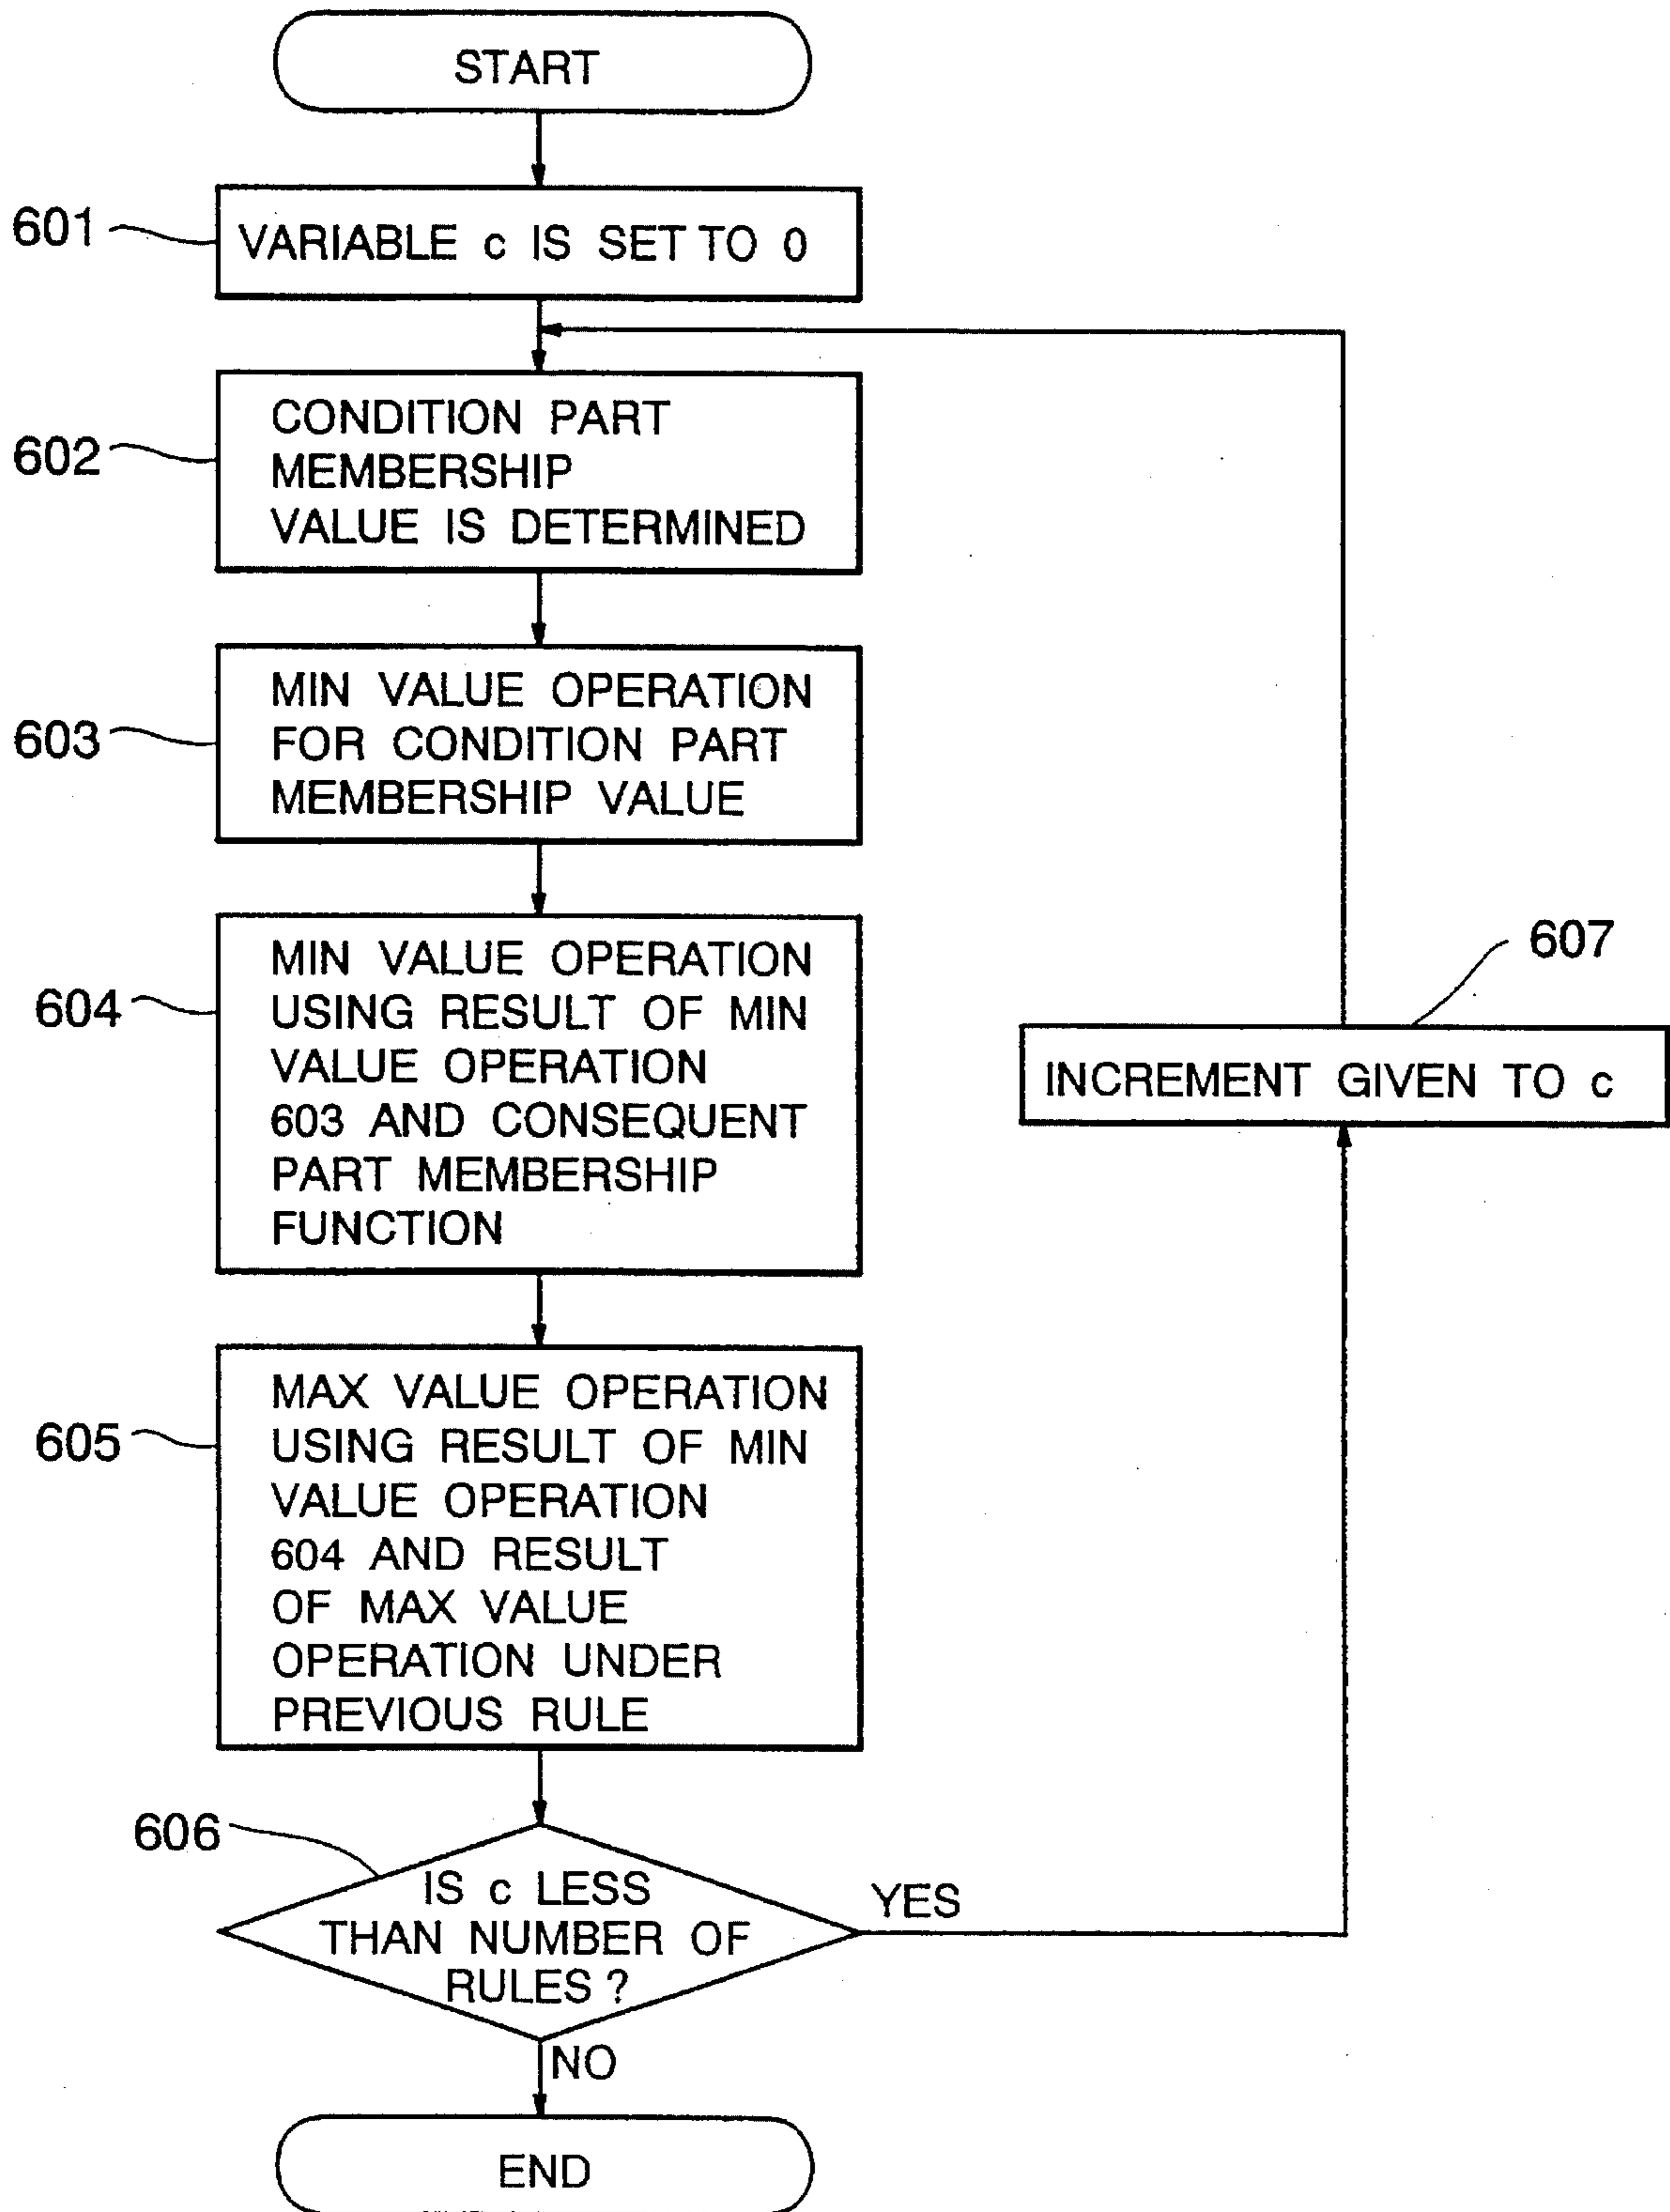 START
601
VARIABLE c IS SET TO 0
602
CONDITION PART
MEMBERSHIP
VALUE IS DETERMINED
603
MIN VALUE OPERATION
FOR CONDITION PART
MEMBERSHIP VALUE
604
MIN VALUE OPERATION
USING RESULT OF MIN
VALUE OPERATION
603 AND CONSEQUENT
PART MEMBERSHIP
FUNCTION
607
INCREMENT GIVEN TO c
605
MAX VALUE OPERATION
USING RESULT OF MIN
VALUE OPERATION
604 AND RESULT
OF MAX VALUE
OPERATION UNDER
PREVIOUS RULE
606
IS c LESS
THAN NUMBER OF
RULES ?
YES
NO
END